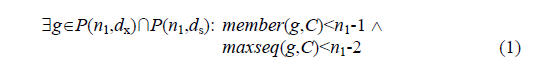 ∃g∈P(n₁,dₓ)∩P(n₁,dₛ): member(g,C)<n₁-1 ∧
maxseq(g,C)<n₁-2 (1)